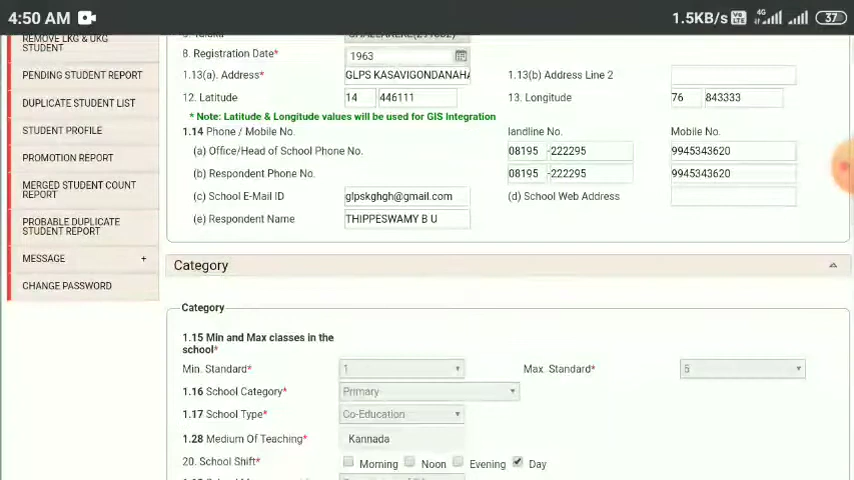 4:50 AM
1.5KB/s
4G
37
REMOVE LKG & UKG
STUDENT
PENDING STUDENT REPORT
DUPLICATE STUDENT LIST
STUDENT PROFILE
PROMOTION REPORT
MERGED STUDENT COUNT
REPORT
PROBABLE DUPLICATE
STUDENT REPORT
MESSAGE +
CHANGE PASSWORD
8. Registration Date* 1963
1.13(a). Address* GLPS KASAVIGONDANAHA 1.13(b) Address Line 2
12. Latitude 14 446111 13. Longitude 76 843333
* Note: Latitude & Longitude values will be used for GIS Integration
1.14 Phone / Mobile No. landline No. Mobile No.
(a) Office/Head of School Phone No. 08195 -222295 9945343620
(b) Respondent Phone No. 08195 -222295 9945343620
(c) School E-Mail ID glpskghgh@gmail.com (d) School Web Address
(e) Respondent Name THIPPESWAMY B U
Category
Category
1.15 Min and Max classes in the
school*
Min. Standard* 1 Max. Standard* 5
1.16 School Category* Primary
1.17 School Type* Co-Education
1.28 Medium Of Teaching* Kannada
20. School Shift* Morning Noon Evening Day